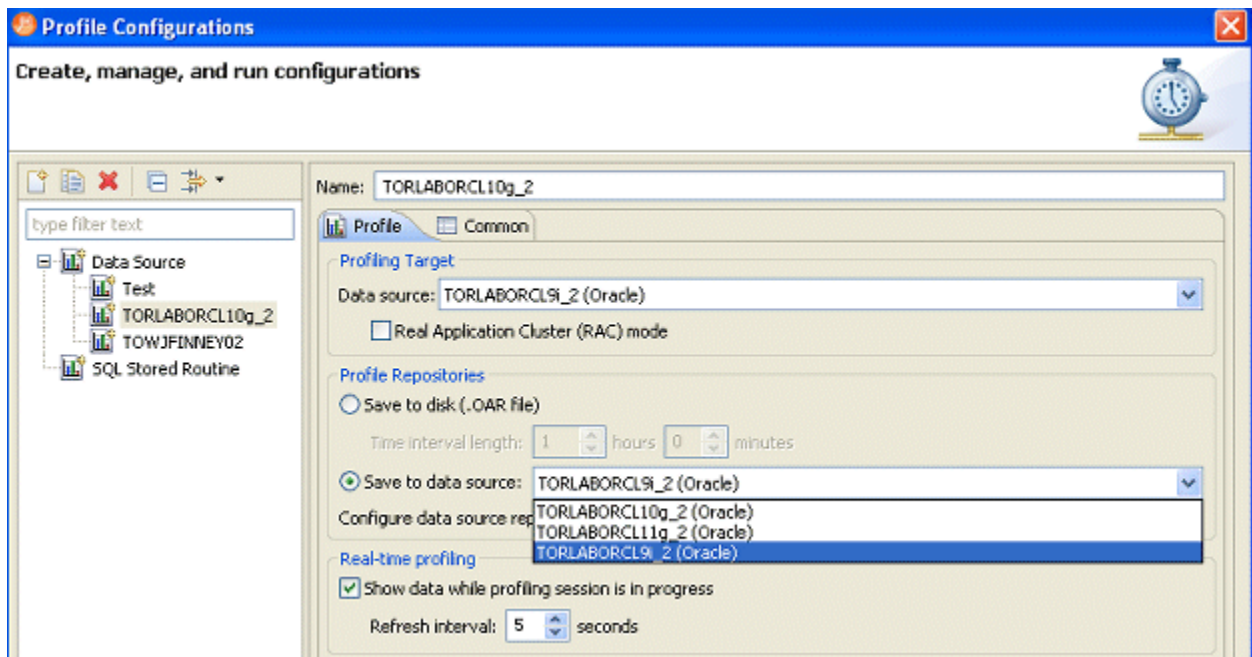 Profile Configurations
Create, manage, and run configurations
type filter text
Data Source
Test
TORLABORCL10g_2
TOWJFINNEY02
SQL Stored Routine
Name: TORLABORCL10g_2
Profile Common
Profiling Target
Data source: TORLABORCL9i_2 (Oracle)
Real Application Cluster (RAC) mode
Profile Repositories
Save to disk (.OAR file)
Time interval length: 1 hours 0 minutes
Save to data source: TORLABORCL9i_2 (Oracle)
Configure data source
TORLABORCL10g_2 (Oracle)
TORLABORCL11g_2 (Oracle)
TORLABORCL9i_2 (Oracle)
Real-time profiling
Show data while profiling session is in progress
Refresh interval: 5 seconds